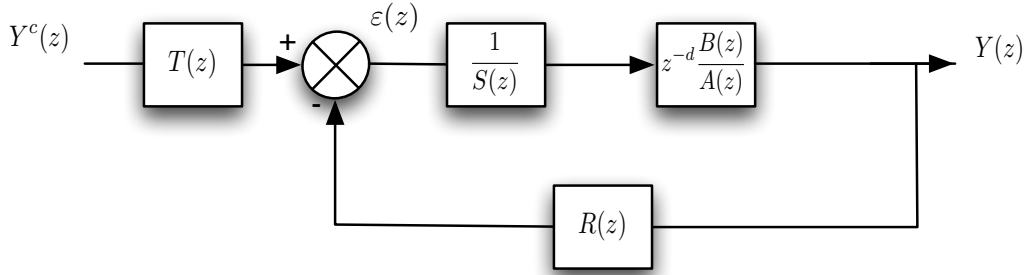 Y^c(z)
T(z)
+
-
ε(z)
1
S(z)
z^{-d} B(z)
A(z)
Y(z)
R(z)